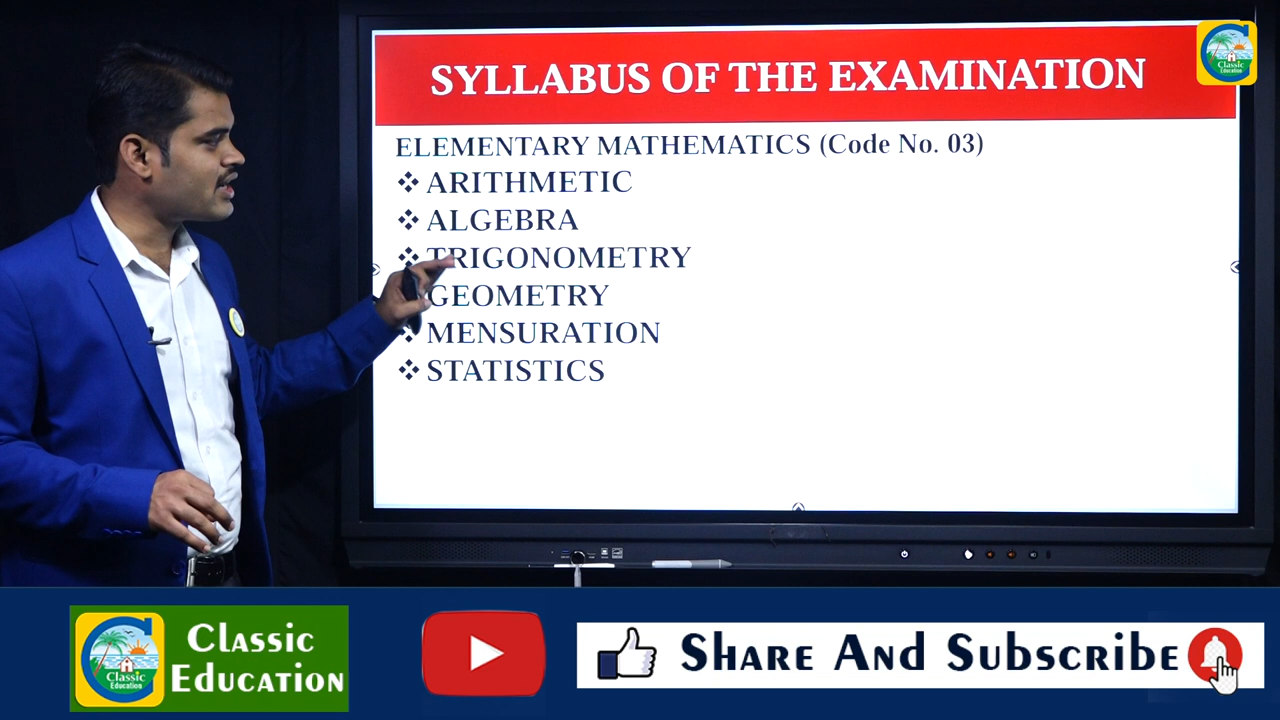 SYLLABUS OF THE EXAMINATION
Classic
Education
ELEMENTARY MATHEMATICS (Code No. 03)
❖ ARITHMETIC
❖ ALGEBRA
❖ TRIGONOMETRY
❖ GEOMETRY
❖ MENSURATION
❖ STATISTICS
Classic
Education
Classic
Education
Share And Subscribe